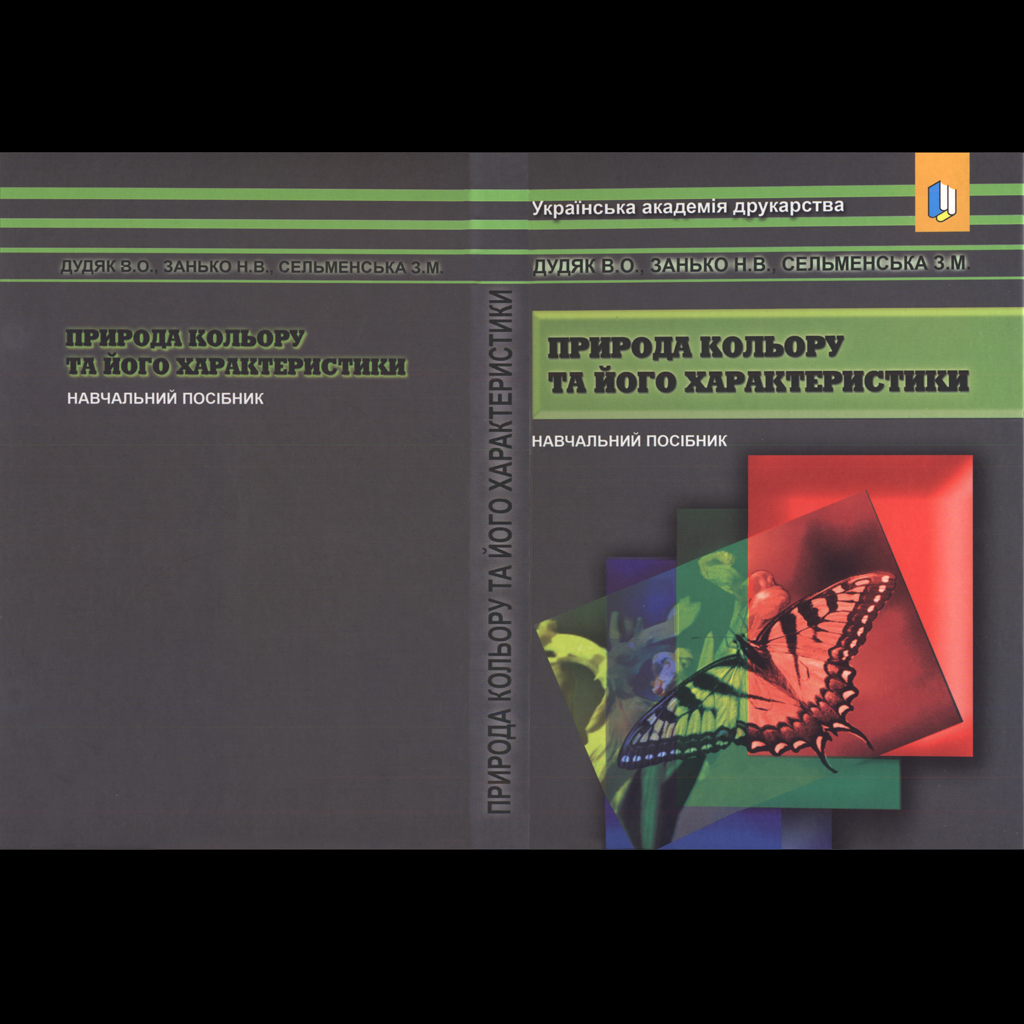 ДУДЯК В.О., ЗАНЬКО Н.В., СЕЛЬМЕНСЬКА З.М.
ПРИРОДА КОЛЬОРУ
ТА ЙОГО ХАРАКТЕРИСТИКИ
НАВЧАЛЬНИЙ ПОСІБНИК
ПРИРОДА КОЛЬОРУ ТА ЙОГО ХАРАКТЕРИСТИКИ
Українська академія друкарства
ДУДЯК В.О., ЗАНЬКО Н.В., СЕЛЬМЕНСЬКА З.М.
ПРИРОДА КОЛЬОРУ
ТА ЙОГО ХАРАКТЕРИСТИКИ
НАВЧАЛЬНИЙ ПОСІБНИК